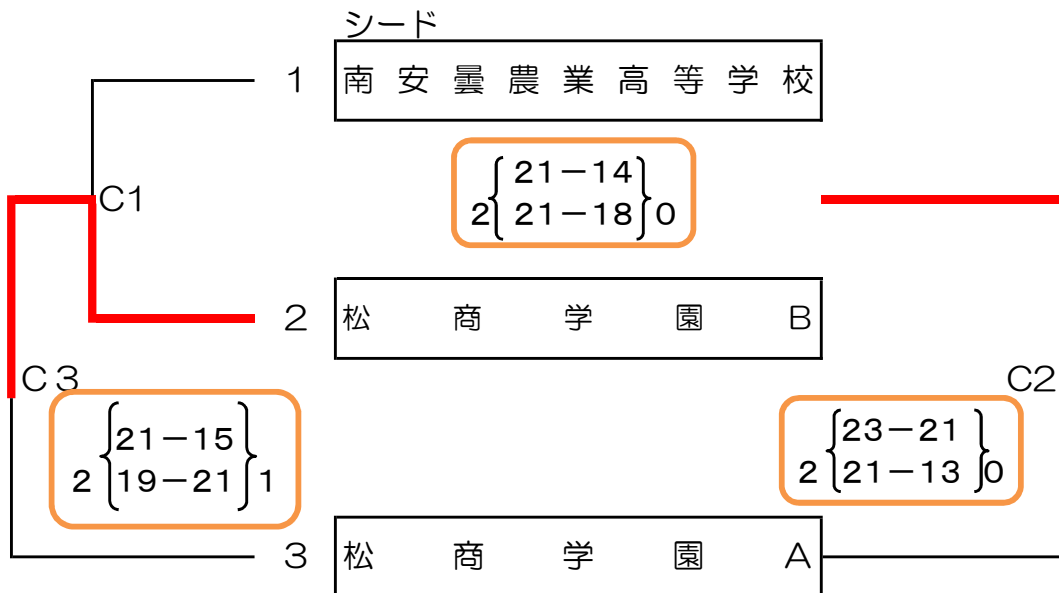 シード
1 南安曇農業高等学校
21-14
C1
2 21-18 0
2 松商学園B
C3
C2
21-15
2 19-21 1
23-21
2 21-13 0
3 松商学園A